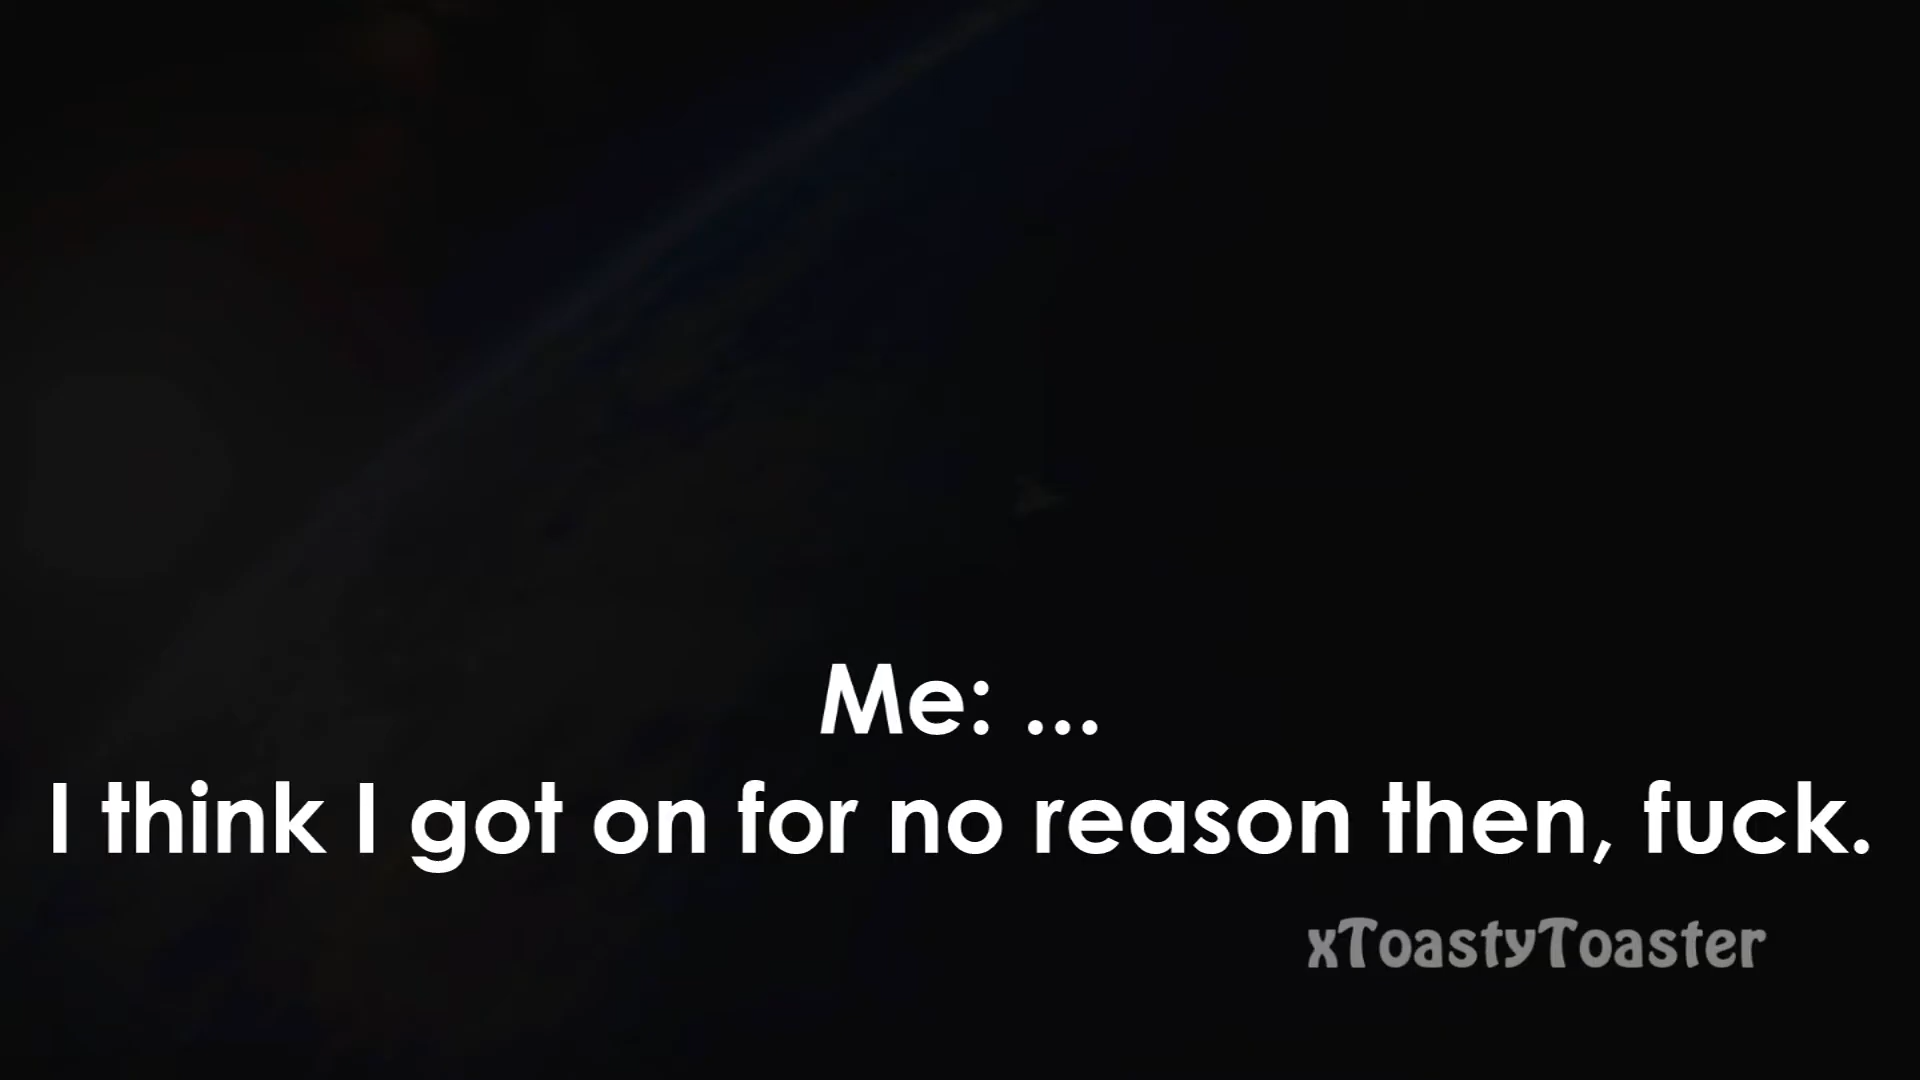 Me: ...
I think I got on for no reason then, fuck.
xToastyToaster